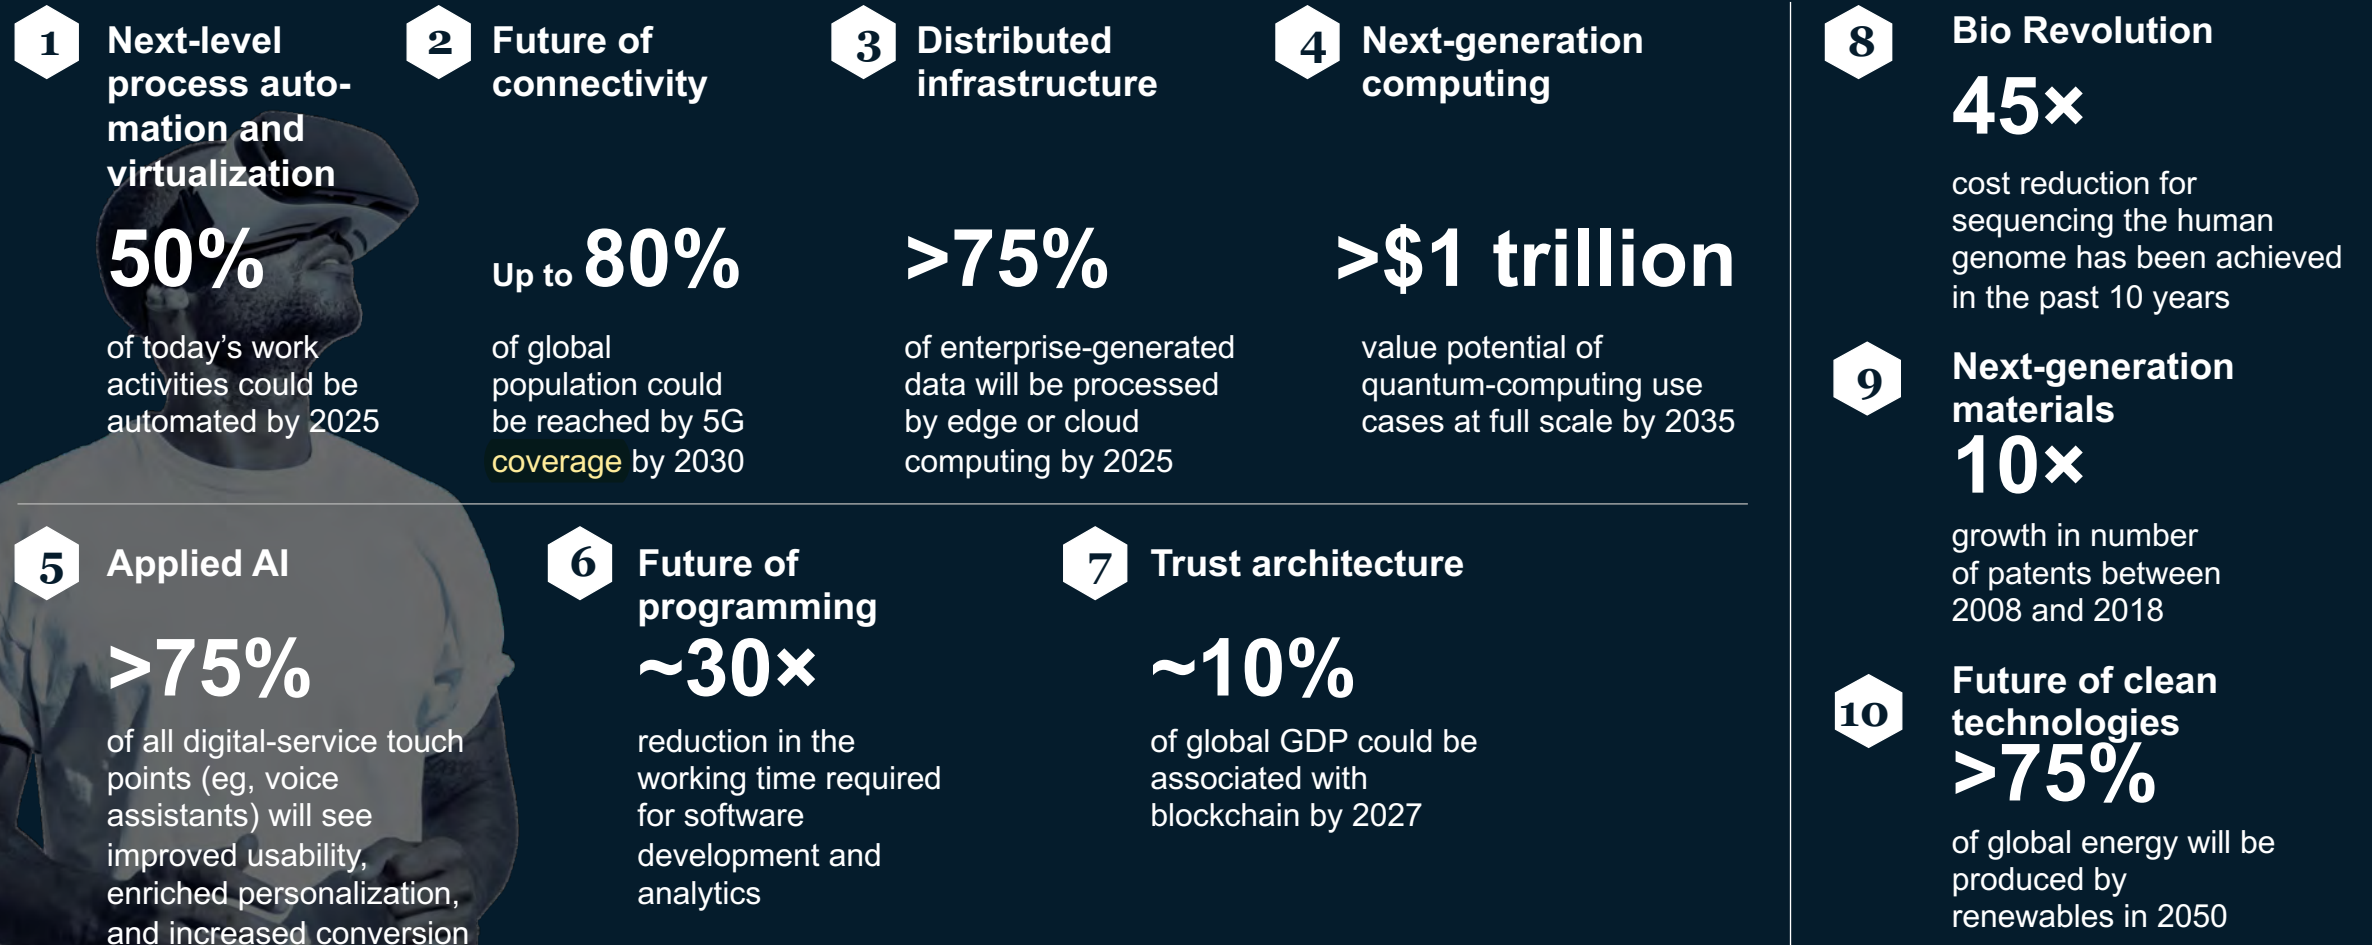 1
Next-level
process auto-
mation and
virtualization
50%
of today’s work
activities could be
automated by 2025
2
Future of
connectivity
Up to 80%
of global
population could
be reached by 5G
coverage by 2030
3
Distributed
infrastructure
>75%
of enterprise-generated
data will be processed
by edge or cloud
computing by 2025
4
Next-generation
computing
>$1 trillion
value potential of
quantum-computing use
cases at full scale by 2035
5
Applied AI
>75%
of all digital-service touch
points (eg, voice
assistants) will see
improved usability,
enriched personalization,
and increased conversion
6
Future of
programming
~30×
reduction in the
working time required
for software
development and
analytics
7
Trust architecture
~10%
of global GDP could be
associated with
blockchain by 2027
8
Bio Revolution
45×
cost reduction for
sequencing the human
genome has been achieved
in the past 10 years
9
Next-generation
materials
10×
growth in number
of patents between
2008 and 2018
10
Future of clean
technologies
>75%
of global energy will be
produced by
renewables in 2050